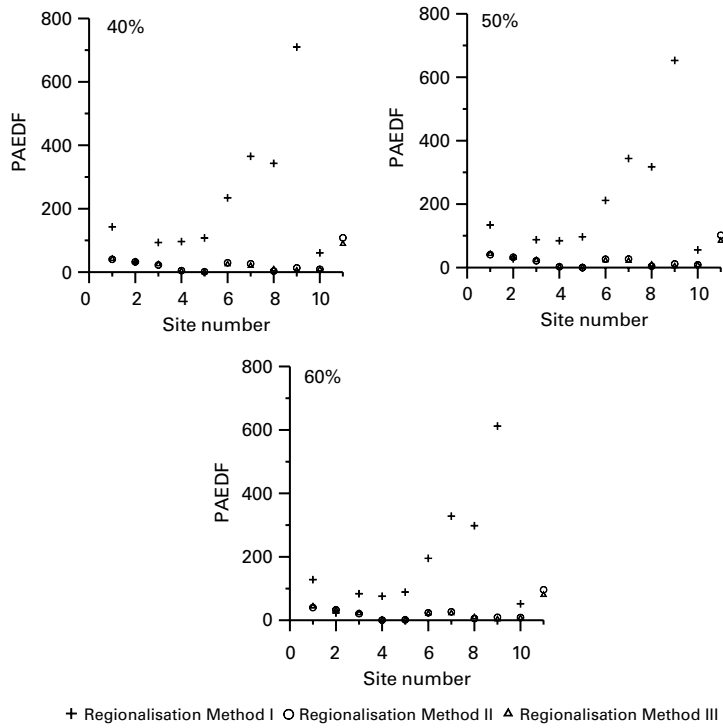 40%
PAEDF
800
600
400
200
0
0 2 4 6 8 10
Site number
50%
PAEDF
800
600
400
200
0
0 2 4 6 8 10
Site number
60%
PAEDF
800
600
400
200
0
0 2 4 6 8 10
Site number
+ Regionalisation Method I ○ Regionalisation Method II △ Regionalisation Method III